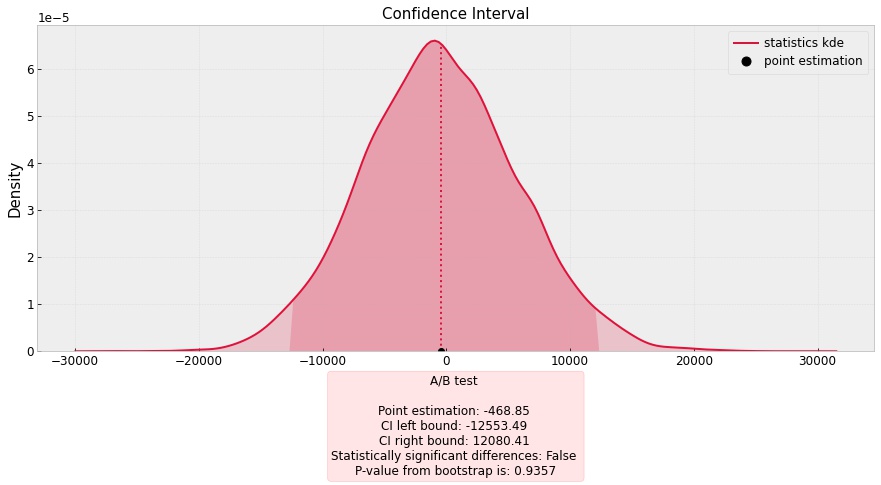 Confidence Interval
1e−5
statistics kde
point estimation
Density
6
5
4
3
2
1
0
−30000 −20000 −10000 0 10000 20000 30000
A/B test
Point estimation: -468.85
CI left bound: -12553.49
CI right bound: 12080.41
Statistically significant differences: False
P-value from bootstrap is: 0.9357